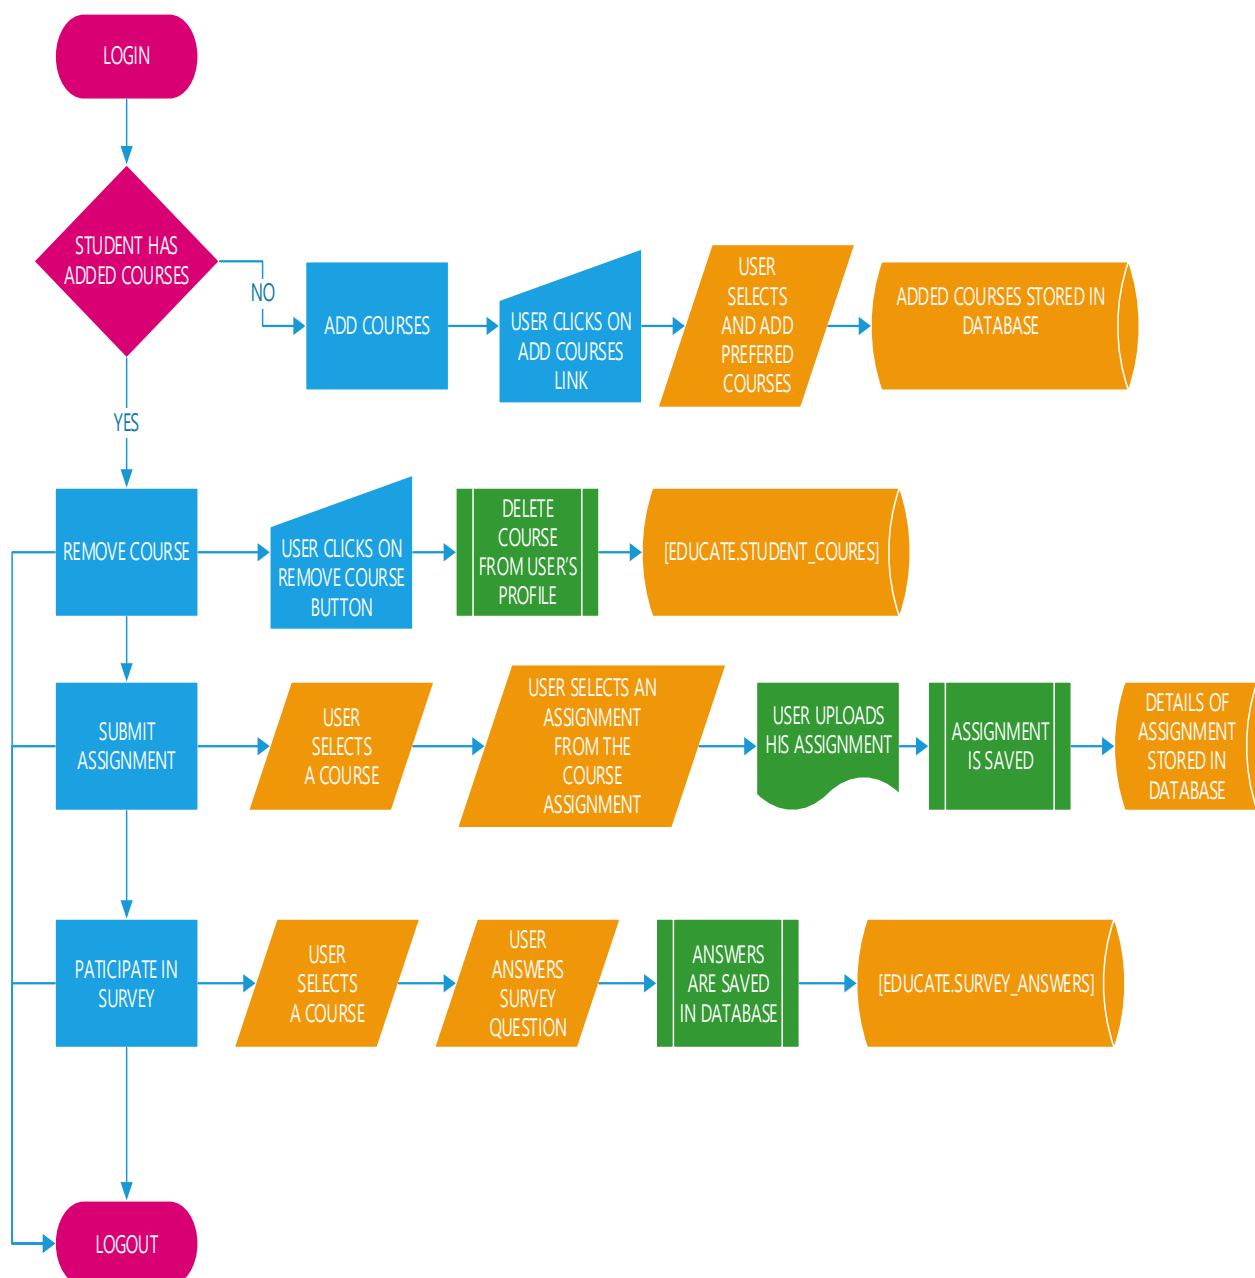 LOGIN
STUDENT HAS
ADDED COURSES
NO
ADD COURSES
USER CLICKS ON
ADD COURSES
LINK
USER
SELECTS
AND ADD
PREFERED
COURSES
ADDED COURSES STORED IN
DATABASE
YES
REMOVE COURSE
USER CLICKS ON
REMOVE COURSE
BUTTON
DELETE
COURSE
FROM USER'S
PROFILE
[EDUCATE.STUDENT_COURES]
SUBMIT
ASSIGNMENT
USER
SELECTS
A COURSE
USER SELECTS AN
ASSIGNMENT
FROM THE
COURSE
ASSIGNMENT
USER UPLOADS
HIS ASSIGNMENT
ASSIGNMENT
IS SAVED
DETAILS OF
ASSIGNMENT
STORED IN
DATABASE
PATICIPATE IN
SURVEY
USER
SELECTS
A COURSE
USER
ANSWERS
SURVEY
QUESTION
ANSWERS
ARE SAVED
IN DATABASE
[EDUCATE.SURVEY_ANSWERS]
LOGOUT